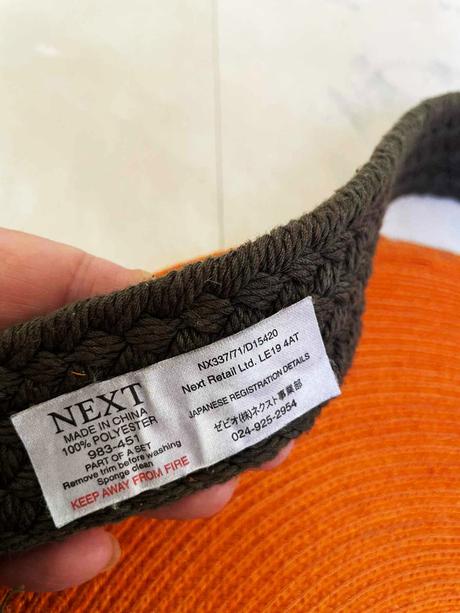 NEXT
MADE IN CHINA
100% POLYESTER
983-451
PART OF A SET
Remove trim before washing
Sponge clean
KEEP AWAY FROM FIRE
NX337/71/D15420
Next Retail Ltd. LE19 4AT
JAPANESE REGISTRATION DETAILS
ゼビオ(株)ネクスト事業部
024-925-2954